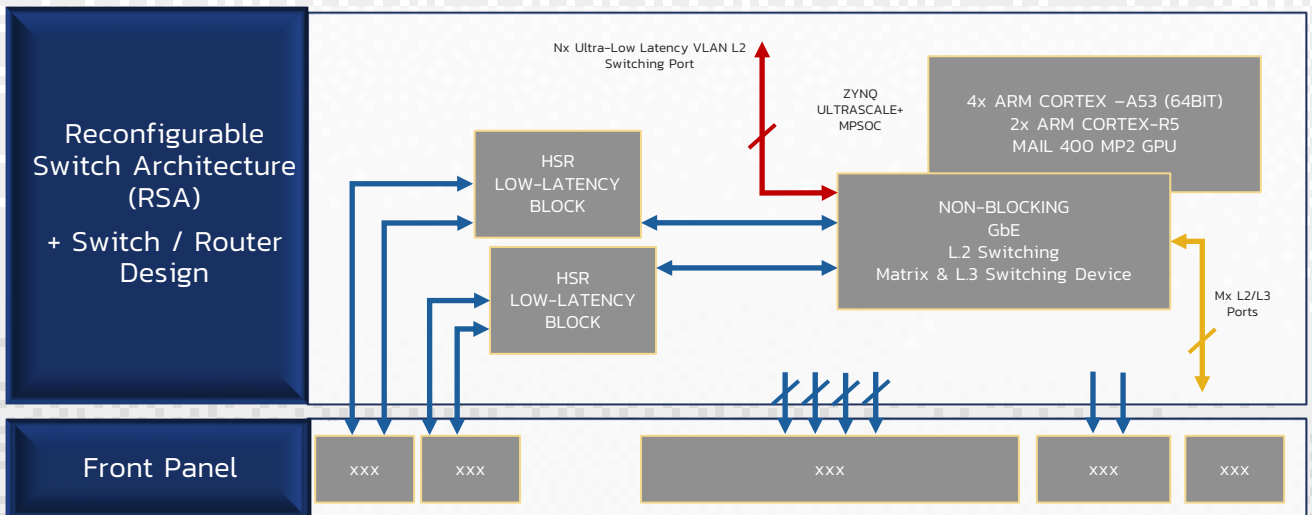 Reconfigurable
Switch Architecture
(RSA)
+ Switch / Router
Design
Nx Ultra-Low Latency VLAN L2
Switching Port
ZYNQ
ULTRASCALE+
MPSOC
4x ARM CORTEX –A53 (64BIT)
2x ARM CORTEX-R5
MAIL 400 MP2 GPU
HSR
LOW-LATENCY
BLOCK
NON-BLOCKING
GbE
L.2 Switching
Matrix & L.3 Switching Device
HSR
LOW-LATENCY
BLOCK
Mx L2/L3
Ports
Front Panel
xxx
xxx
xxx
xxx
xxx